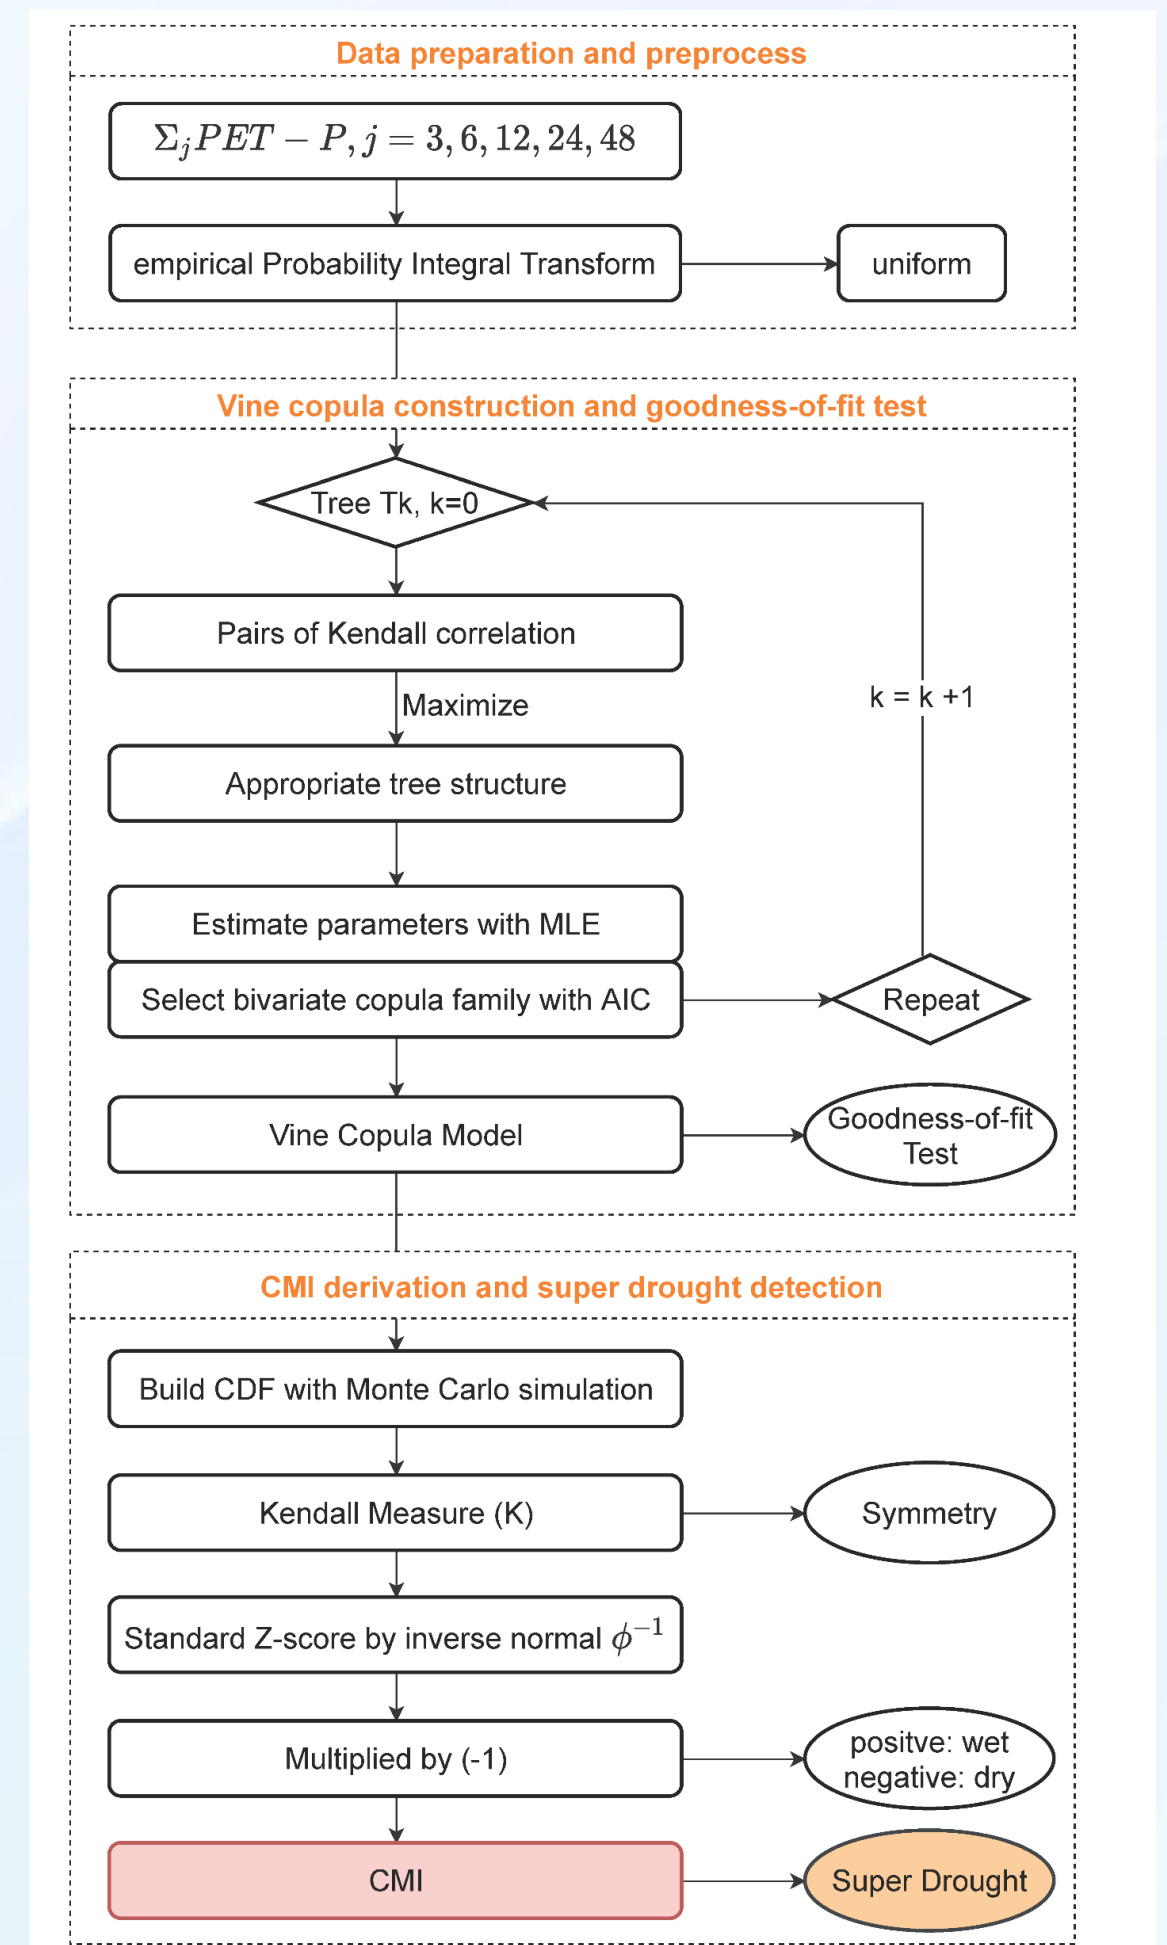 Data preparation and preprocess
Σ_j PET − P, j = 3, 6, 12, 24, 48
empirical Probability Integral Transform
uniform
Vine copula construction and goodness-of-fit test
Tree Tk, k=0
Pairs of Kendall correlation
k = k +1
Maximize
Appropriate tree structure
Estimate parameters with MLE
Select bivariate copula family with AIC
Repeat
Vine Copula Model
Goodness-of-fit
Test
CMI derivation and super drought detection
Build CDF with Monte Carlo simulation
Kendall Measure (K)
Symmetry
Standard Z-score by inverse normal ϕ⁻¹
Multiplied by (-1)
positve: wet
negative: dry
CMI
Super Drought